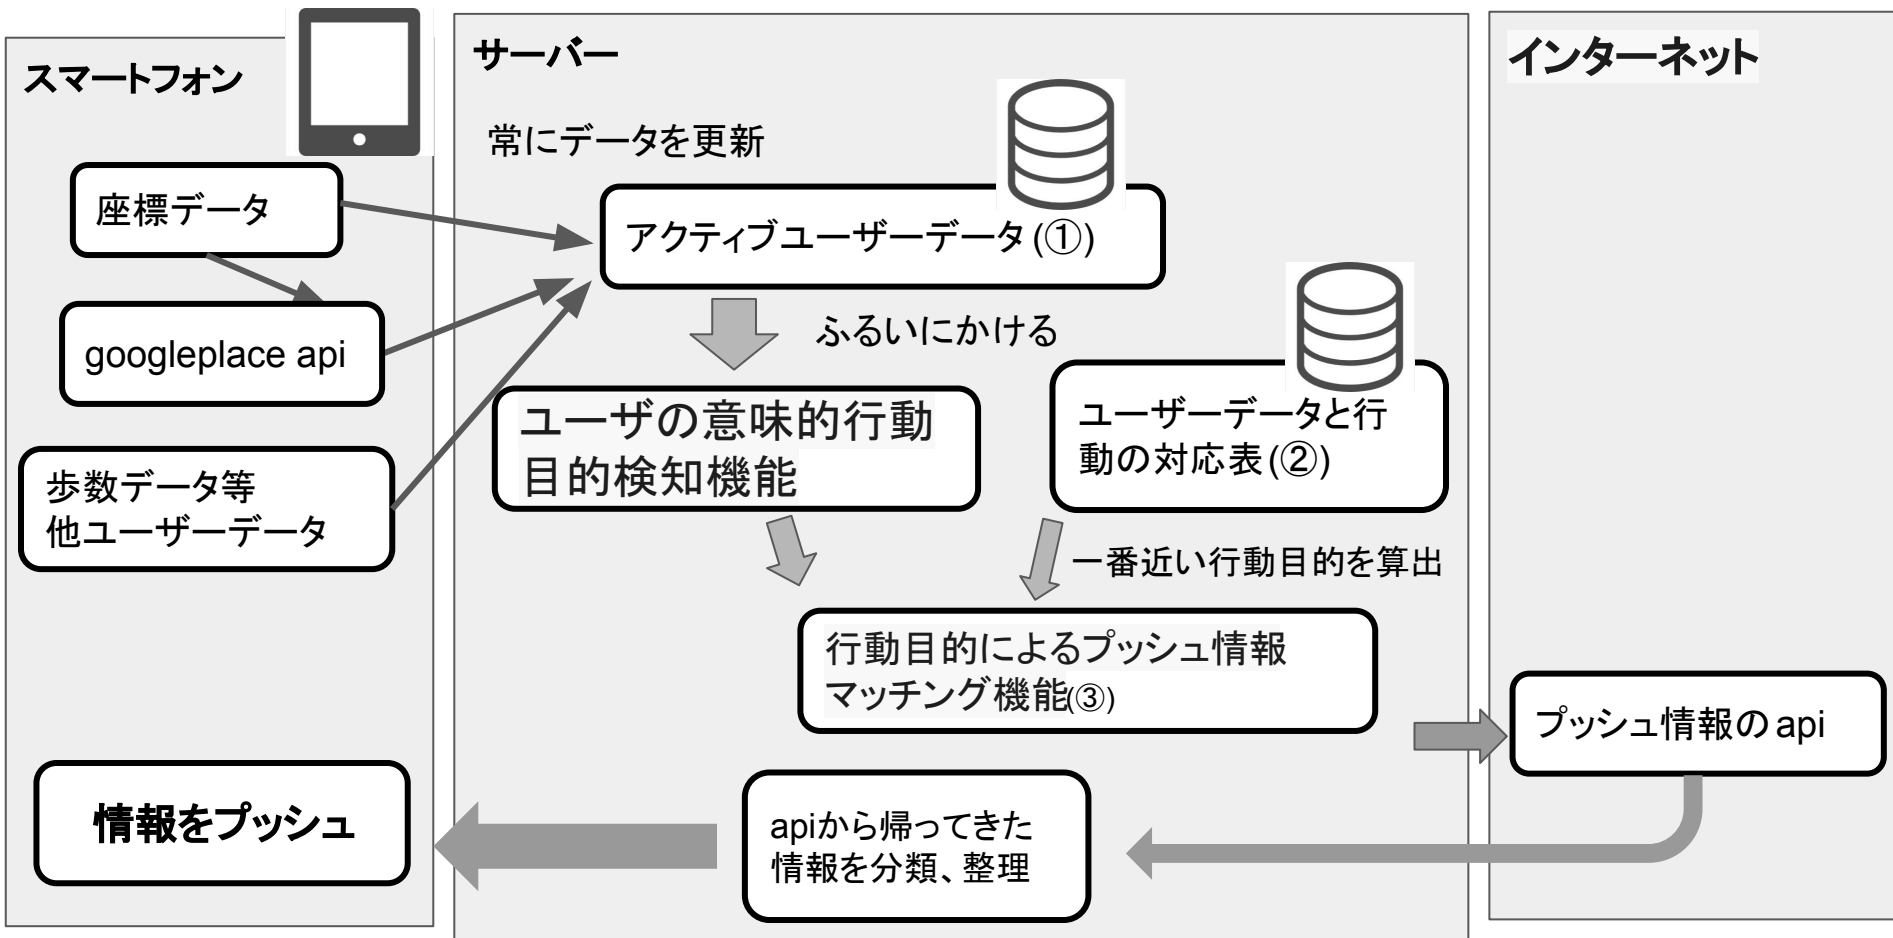 スマートフォン
座標データ
googleplace api
歩数データ等
他ユーザーデータ
情報をプッシュ
サーバー
常にデータを更新
アクティブユーザーデータ(①)
ふるいにかける
ユーザの意味的行動
目的検知機能
ユーザーデータと行
動の対応表(②)
一番近い行動目的を算出
行動目的によるプッシュ情報
マッチング機能(③)
apiから帰ってきた
情報を分類、整理
インターネット
プッシュ情報のapi